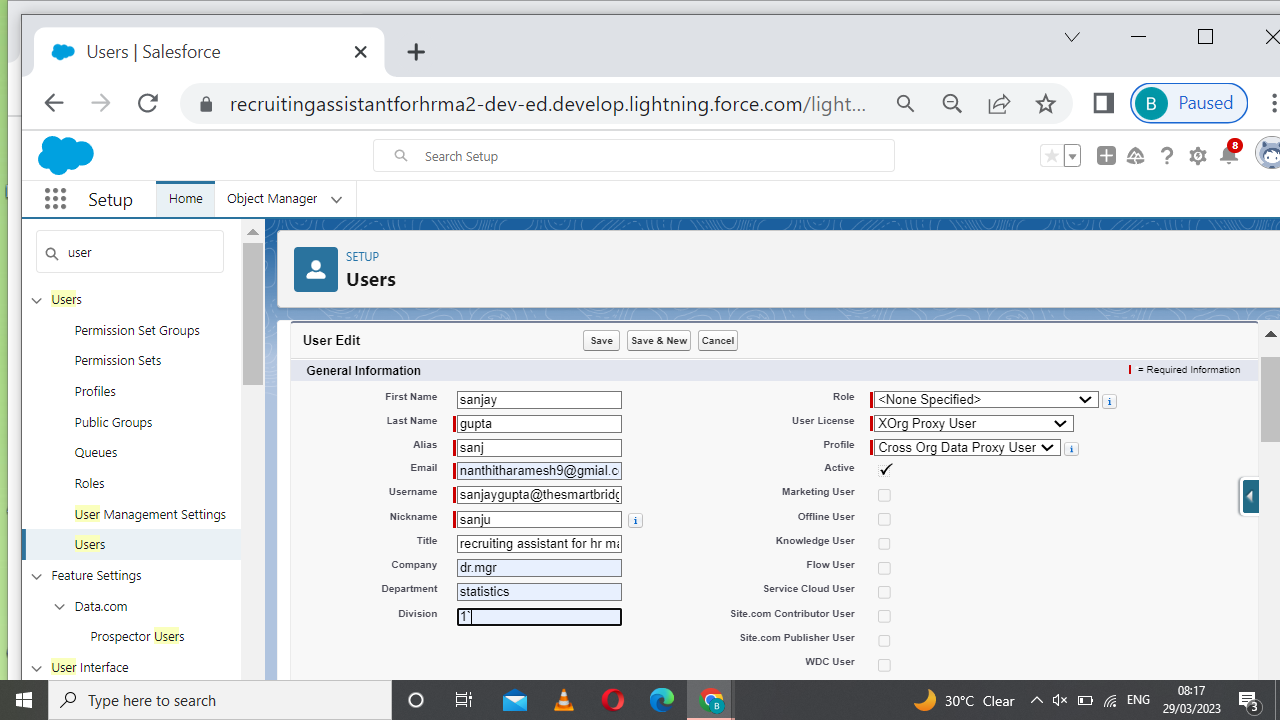 Users | Salesforce
recruitingassistantforhrma2-dev-ed.develop.lightning.force.com/light...
B Paused
Search Setup
8
Setup Home Object Manager
user
Users
Permission Set Groups
Permission Sets
Profiles
Public Groups
Queues
Roles
User Management Settings
Users
Feature Settings
Data.com
Prospector Users
User Interface
SETUP
Users
User Edit Save Save & New Cancel
General Information = Required Information
First Name sanjay
Last Name gupta
Alias sanj
Email nanthitharamesh9@gmial.c
Username sanjaygupta@thesmartbridg
Nickname sanju
Title recruiting assistant for hr ma
Company dr.mgr
Department statistics
Division 1`
Role <None Specified>
User License XOrg Proxy User
Profile Cross Org Data Proxy User
Active
Marketing User
Offline User
Knowledge User
Flow User
Service Cloud User
Site.com Contributor User
Site.com Publisher User
WDC User
Type here to search
B
30°C Clear
ENG
08:17
29/03/2023
3